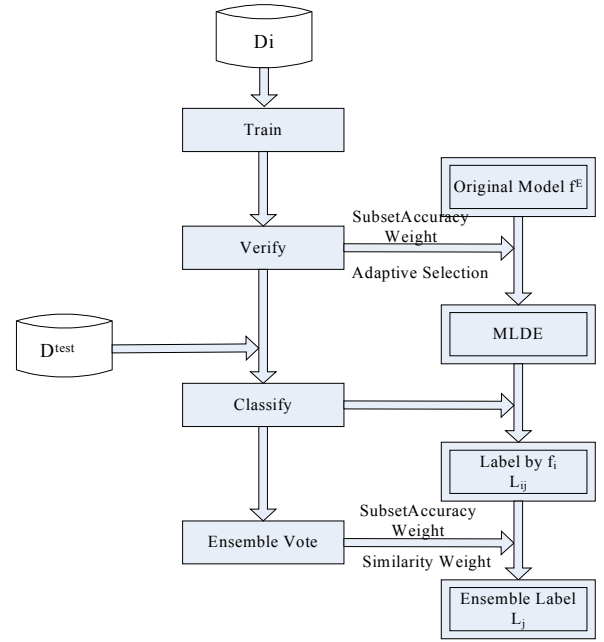 Di
Train
Original Model f^E
SubsetAccuracy
Weight
Verify
Adaptive Selection
D^test
MLDE
Classify
Label by f_i
L_ij
SubsetAccuracy
Weight
Ensemble Vote
Similarity Weight
Ensemble Label
L_j